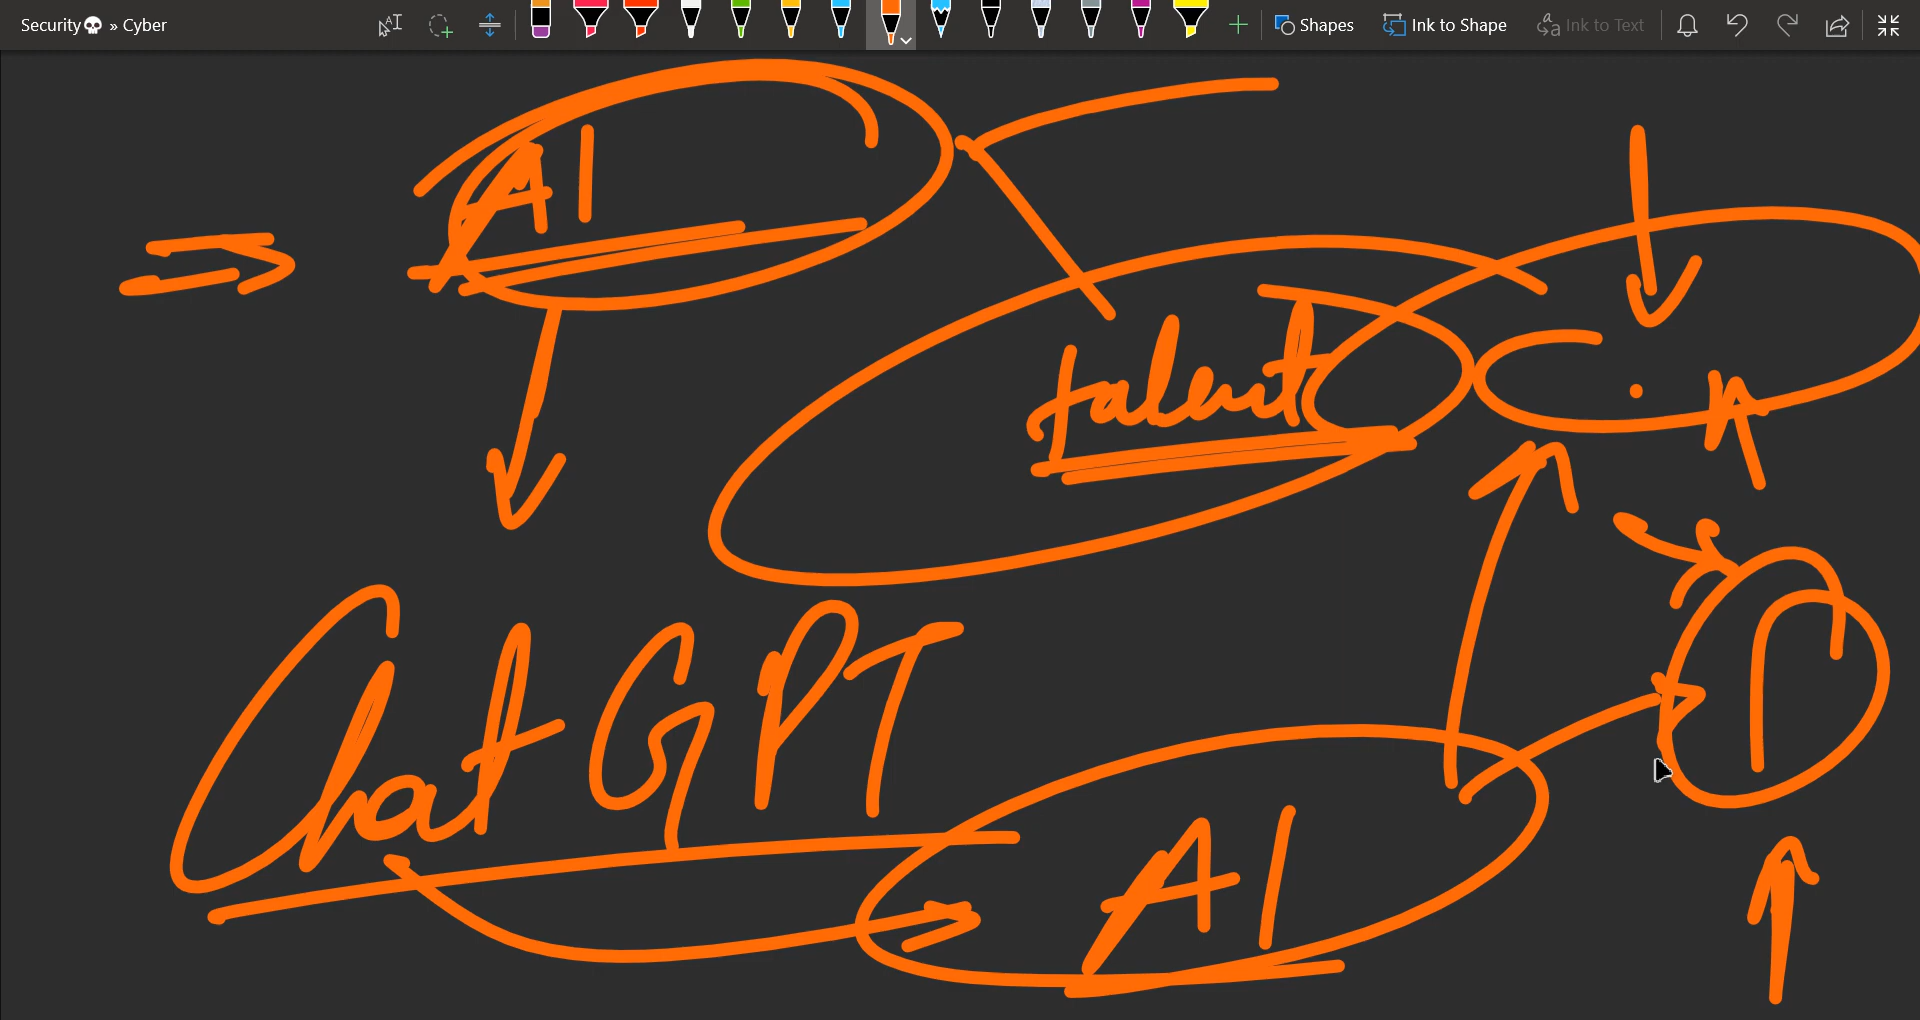 Security💀 » Cyber
Shapes
Ink to Shape
Ink to Text
AI
talent
ChatGPT
AI